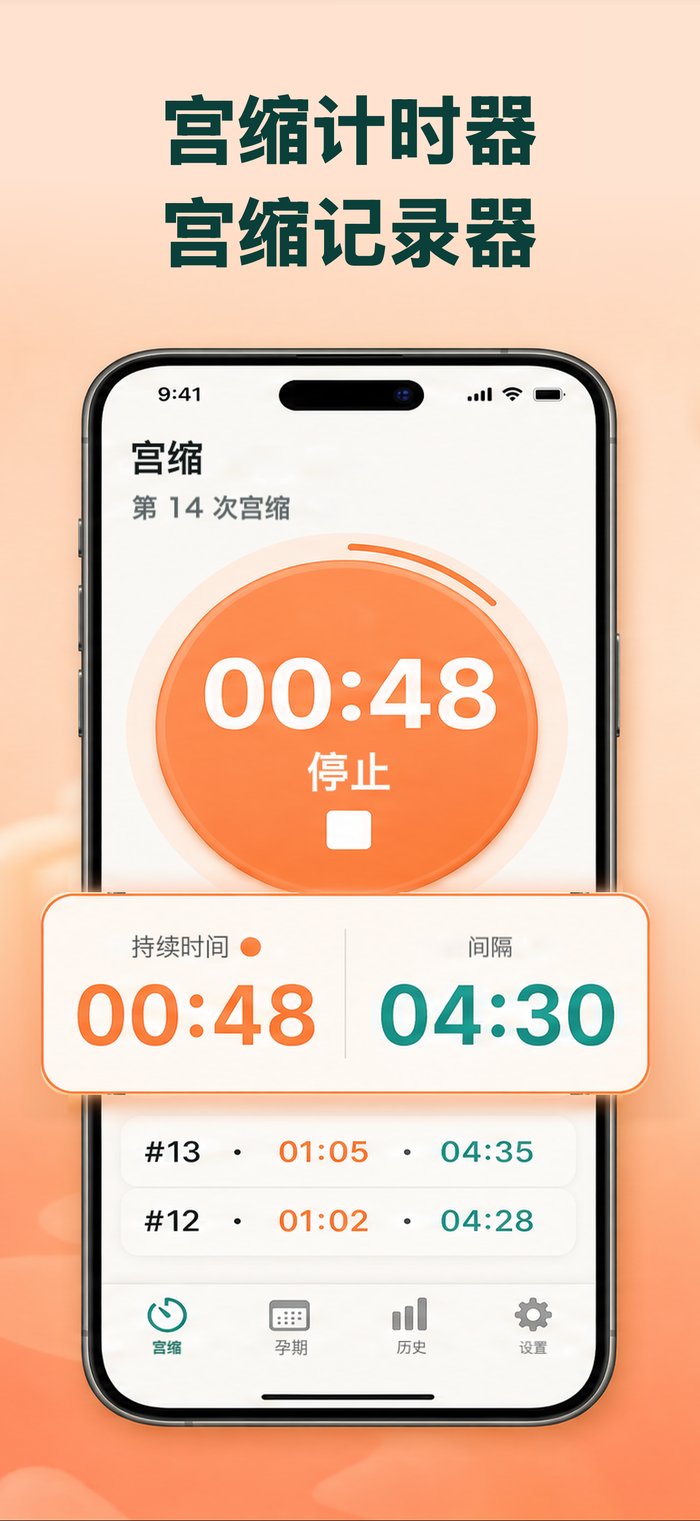 宫缩计时器
宫缩记录器
9:41
宫缩
第 14 次宫缩
00:48
停止
持续时间 间隔
00:48 04:30
#13 · 01:05 · 04:35
#12 · 01:02 · 04:28
宫缩 孕期 历史 设置